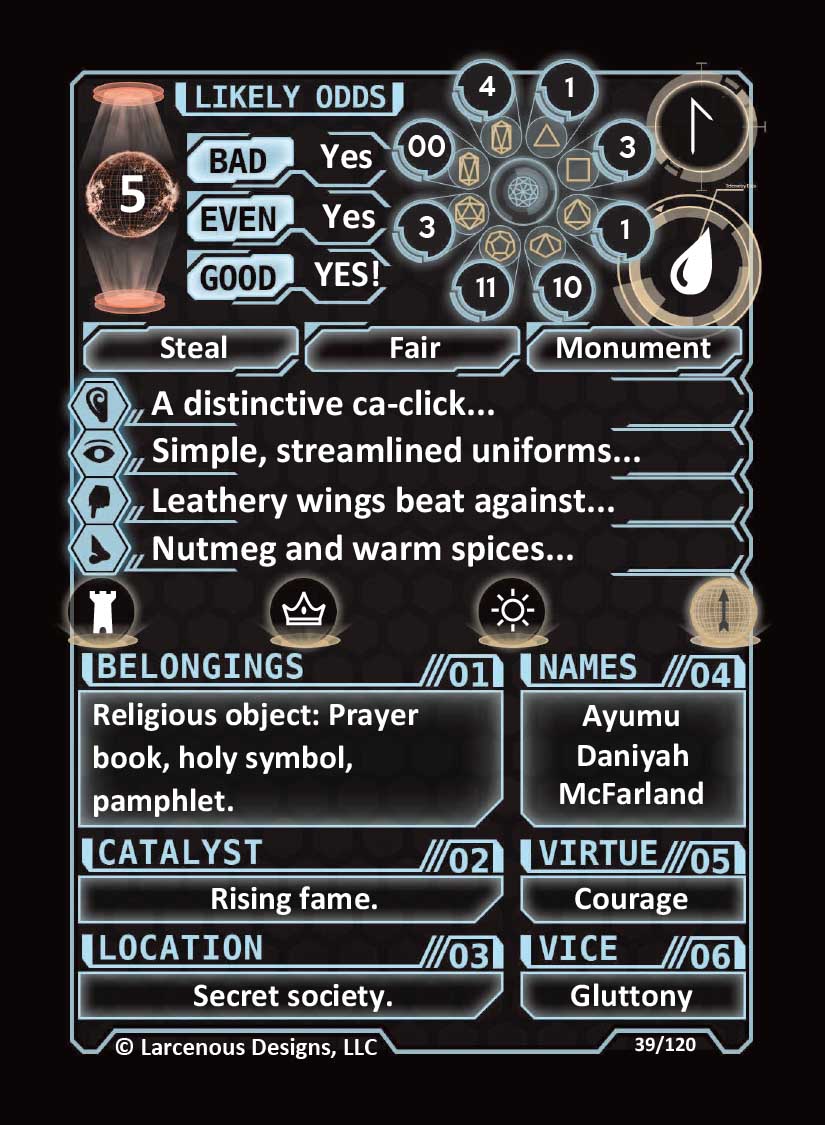 LIKELY ODDS
5
BAD Yes
EVEN Yes
GOOD YES!
4
1
00
3
3
1
11
10
Telemetry Data
Steal Fair Monument
A distinctive ca-click...
Simple, streamlined uniforms...
Leathery wings beat against...
Nutmeg and warm spices...
BELONGINGS ///01
Religious object: Prayer
book, holy symbol,
pamphlet.
NAMES ///04
Ayumu
Daniyah
McFarland
CATALYST ///02
Rising fame.
VIRTUE ///05
Courage
LOCATION ///03
Secret society.
VICE ///06
Gluttony
© Larcenous Designs, LLC
39/120